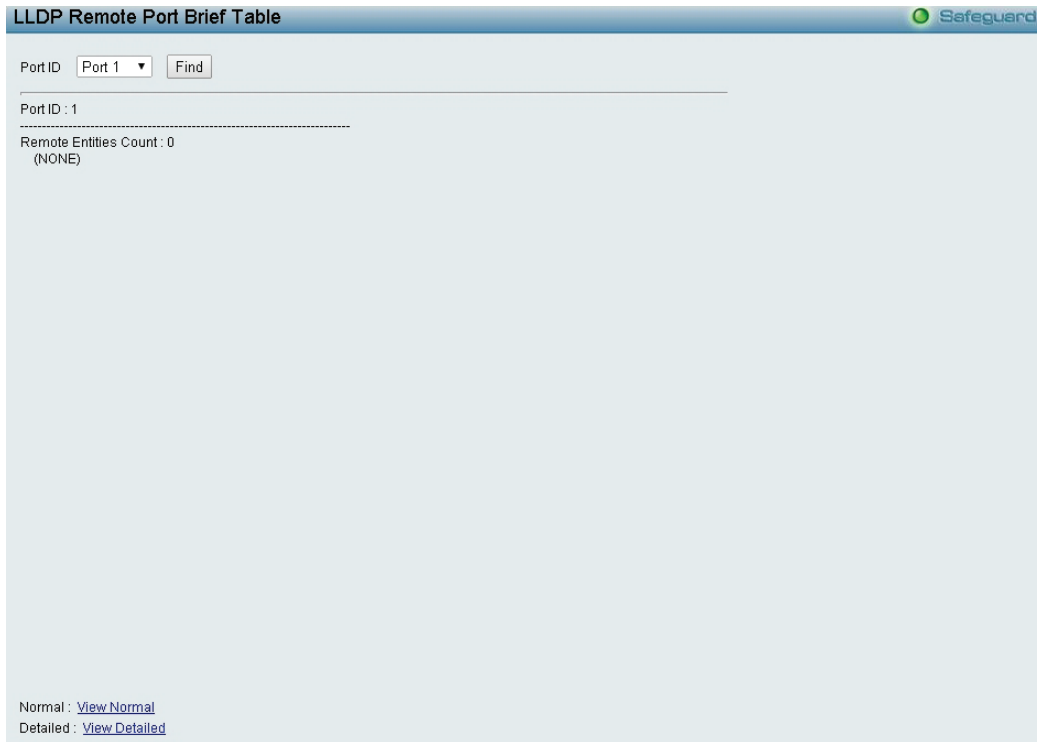 LLDP Remote Port Brief Table
Safeguard
Port ID Port 1 Find
Port ID : 1
--------------------------------------------------------------------------
Remote Entities Count : 0
(NONE)
Normal : View Normal
Detailed : View Detailed